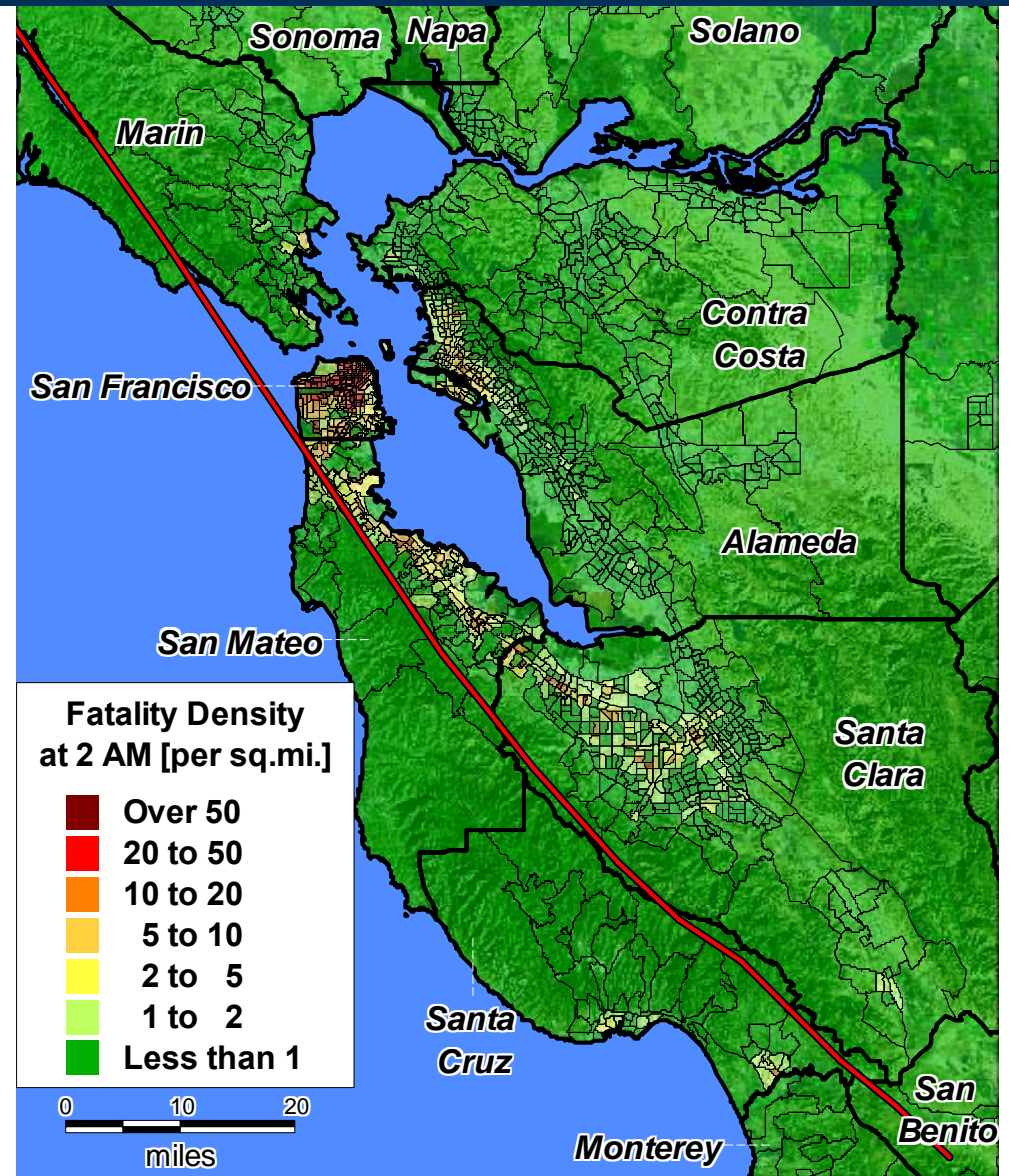 Sonoma
Napa
Solano
Marin
Contra
Costa
San Francisco
Alameda
San Mateo
Santa
Clara
Fatality Density
at 2 AM [per sq.mi.]
Over 50
20 to 50
10 to 20
5 to 10
2 to 5
1 to 2
Less than 1
Santa
Cruz
San
Benito
Monterey
0 10 20
miles